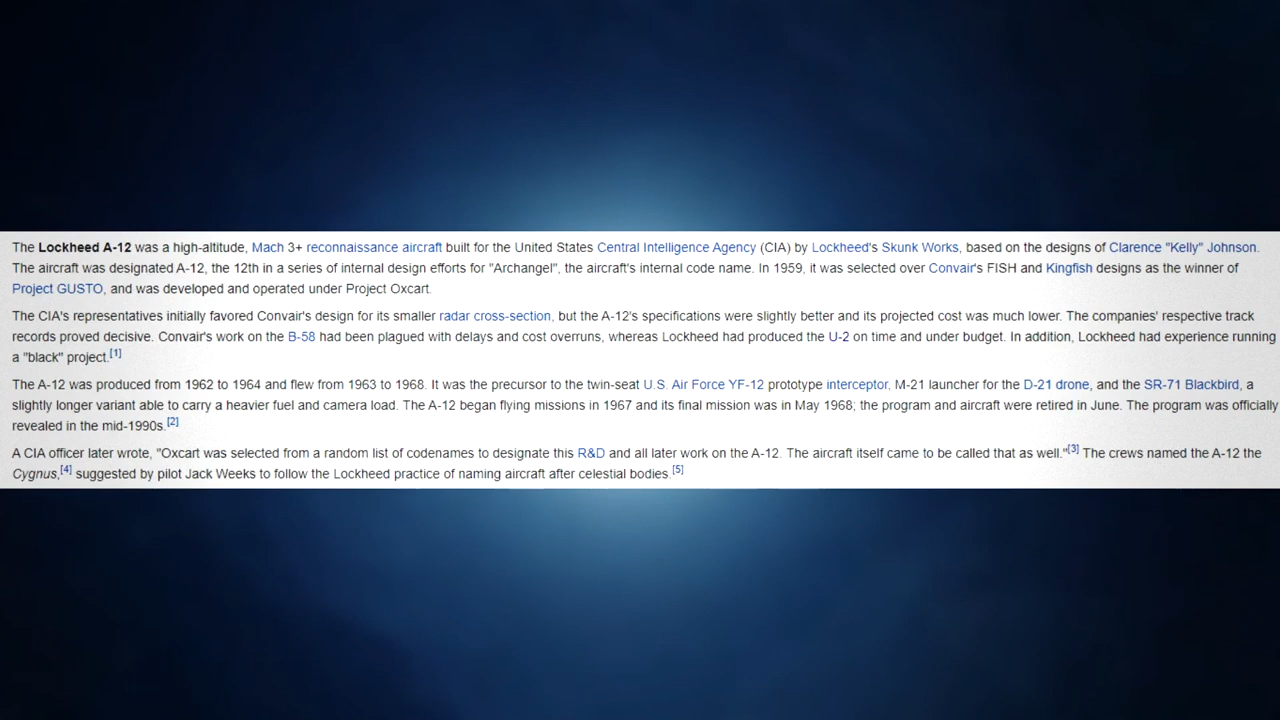 The Lockheed A-12 was a high-altitude, Mach 3+ reconnaissance aircraft built for the United States Central Intelligence Agency (CIA) by Lockheed's Skunk Works, based on the designs of Clarence "Kelly" Johnson.
The aircraft was designated A-12, the 12th in a series of internal design efforts for "Archangel", the aircraft's internal code name. In 1959, it was selected over Convair's FISH and Kingfish designs as the winner of
Project GUSTO, and was developed and operated under Project Oxcart.
The CIA's representatives initially favored Convair's design for its smaller radar cross-section, but the A-12's specifications were slightly better and its projected cost was much lower. The companies' respective track
records proved decisive. Convair's work on the B-58 had been plagued with delays and cost overruns, whereas Lockheed had produced the U-2 on time and under budget. In addition, Lockheed had experience running
a "black" project.[1]
The A-12 was produced from 1962 to 1964 and flew from 1963 to 1968. It was the precursor to the twin-seat U.S. Air Force YF-12 prototype interceptor, M-21 launcher for the D-21 drone, and the SR-71 Blackbird, a
slightly longer variant able to carry a heavier fuel and camera load. The A-12 began flying missions in 1967 and its final mission was in May 1968; the program and aircraft were retired in June. The program was officially
revealed in the mid-1990s.[2]
A CIA officer later wrote, "Oxcart was selected from a random list of codenames to designate this R&D and all later work on the A-12. The aircraft itself came to be called that as well."[3] The crews named the A-12 the
Cygnus,[4] suggested by pilot Jack Weeks to follow the Lockheed practice of naming aircraft after celestial bodies.[5]